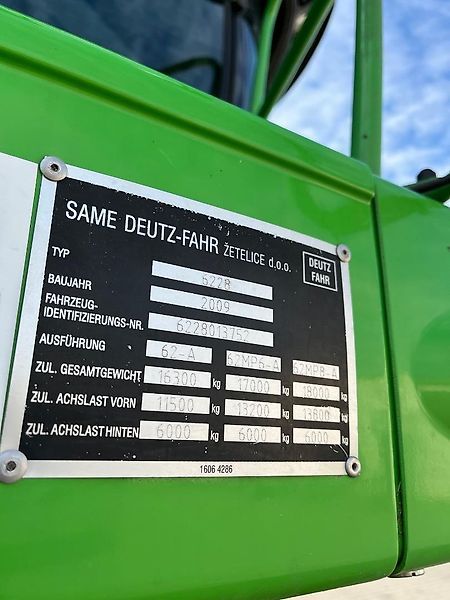 SAME DEUTZ-FAHR ŽETELICE d.o.o.
DEUTZ
FAHR
TYP 6228
BAUJAHR 2009
FAHRZEUG-
IDENTIFIZIERUNGS-NR. 6228013752
AUSFÜHRUNG 62-A 62MP6-A 62MP8-A
ZUL. GESAMTGEWICHT 16300 kg 17000 kg 18000 kg
ZUL. ACHSLAST VORN 11500 kg 13200 kg 13800 kg
ZUL. ACHSLAST HINTEN 6000 kg 6000 kg 6000 kg
1606 4286